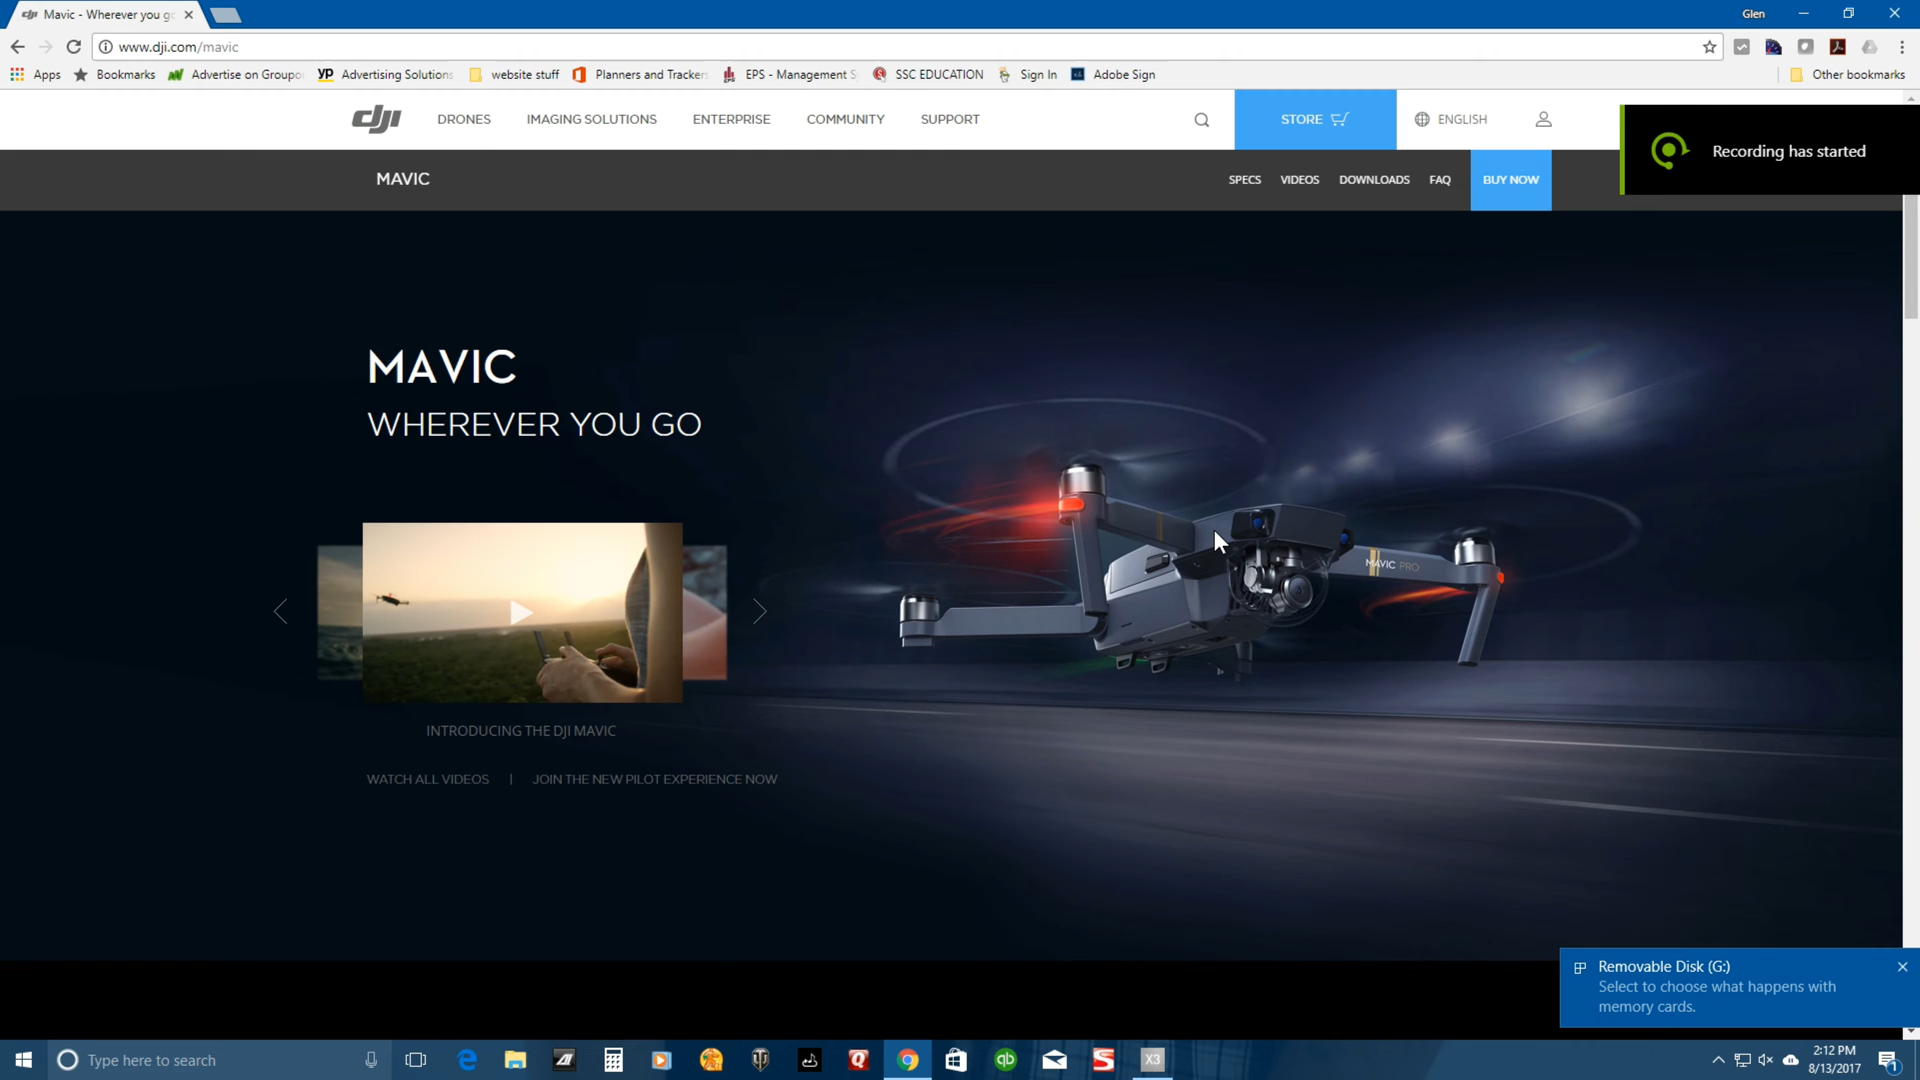 Mavic - Wherever you go
Glen
www.dji.com/mavic
Apps
Bookmarks
Advertise on Groupo
YP Advertising Solutions
website stuff
Planners and Tracker
EPS - Management S
SSC EDUCATION
Sign In
Adobe Sign
Other bookmarks
dji
DRONES
IMAGING SOLUTIONS
ENTERPRISE
COMMUNITY
SUPPORT
STORE
ENGLISH
Recording has started
MAVIC
SPECS
VIDEOS
DOWNLOADS
FAQ
BUY NOW
MAVIC
WHEREVER YOU GO
MAVIC PRO
INTRODUCING THE DJI MAVIC
WATCH ALL VIDEOS | JOIN THE NEW PILOT EXPERIENCE NOW
Removable Disk (G:)
Select to choose what happens with
memory cards.
Type here to search
qb
X3
2:12 PM
8/13/2017
1